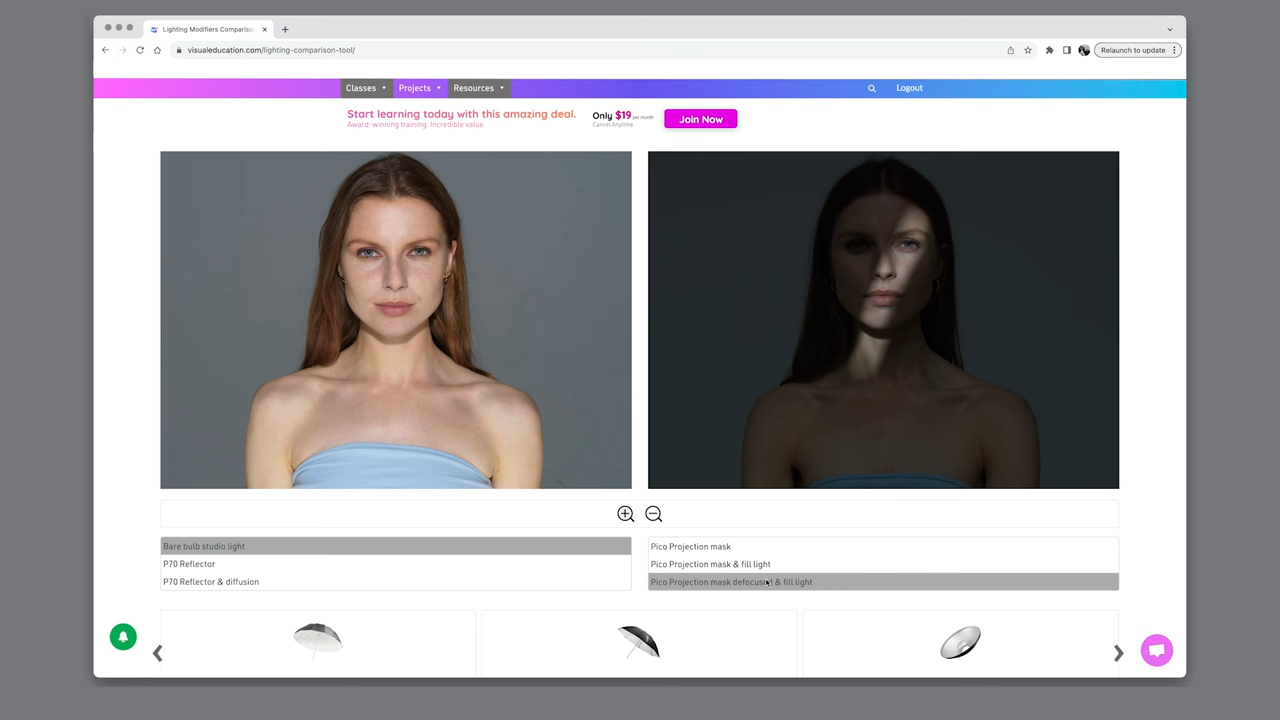 Lighting Modifiers Comparison
visualeducation.com/lighting-comparison-tool/
Relaunch to update
Classes
Projects
Resources
Logout
Start learning today with this amazing deal.
Award-winning training. Incredible value.
Only $19 per month
Cancel Anytime
Join Now
Bare bulb studio light
P70 Reflector
P70 Reflector & diffusion
Pico Projection mask
Pico Projection mask & fill light
Pico Projection mask defocused & fill light